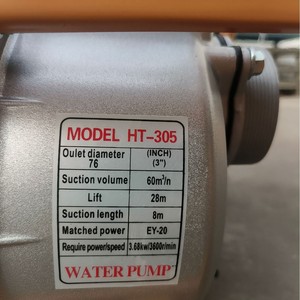 MODEL HT-305
Oulet diameter (INCH)
76 (3")
Suction volume 60m³/n
Lift 28m
Suction length 8m
Matched power EY-20
Require power/speed 3.68kw/3600r/min
WATER PUMP